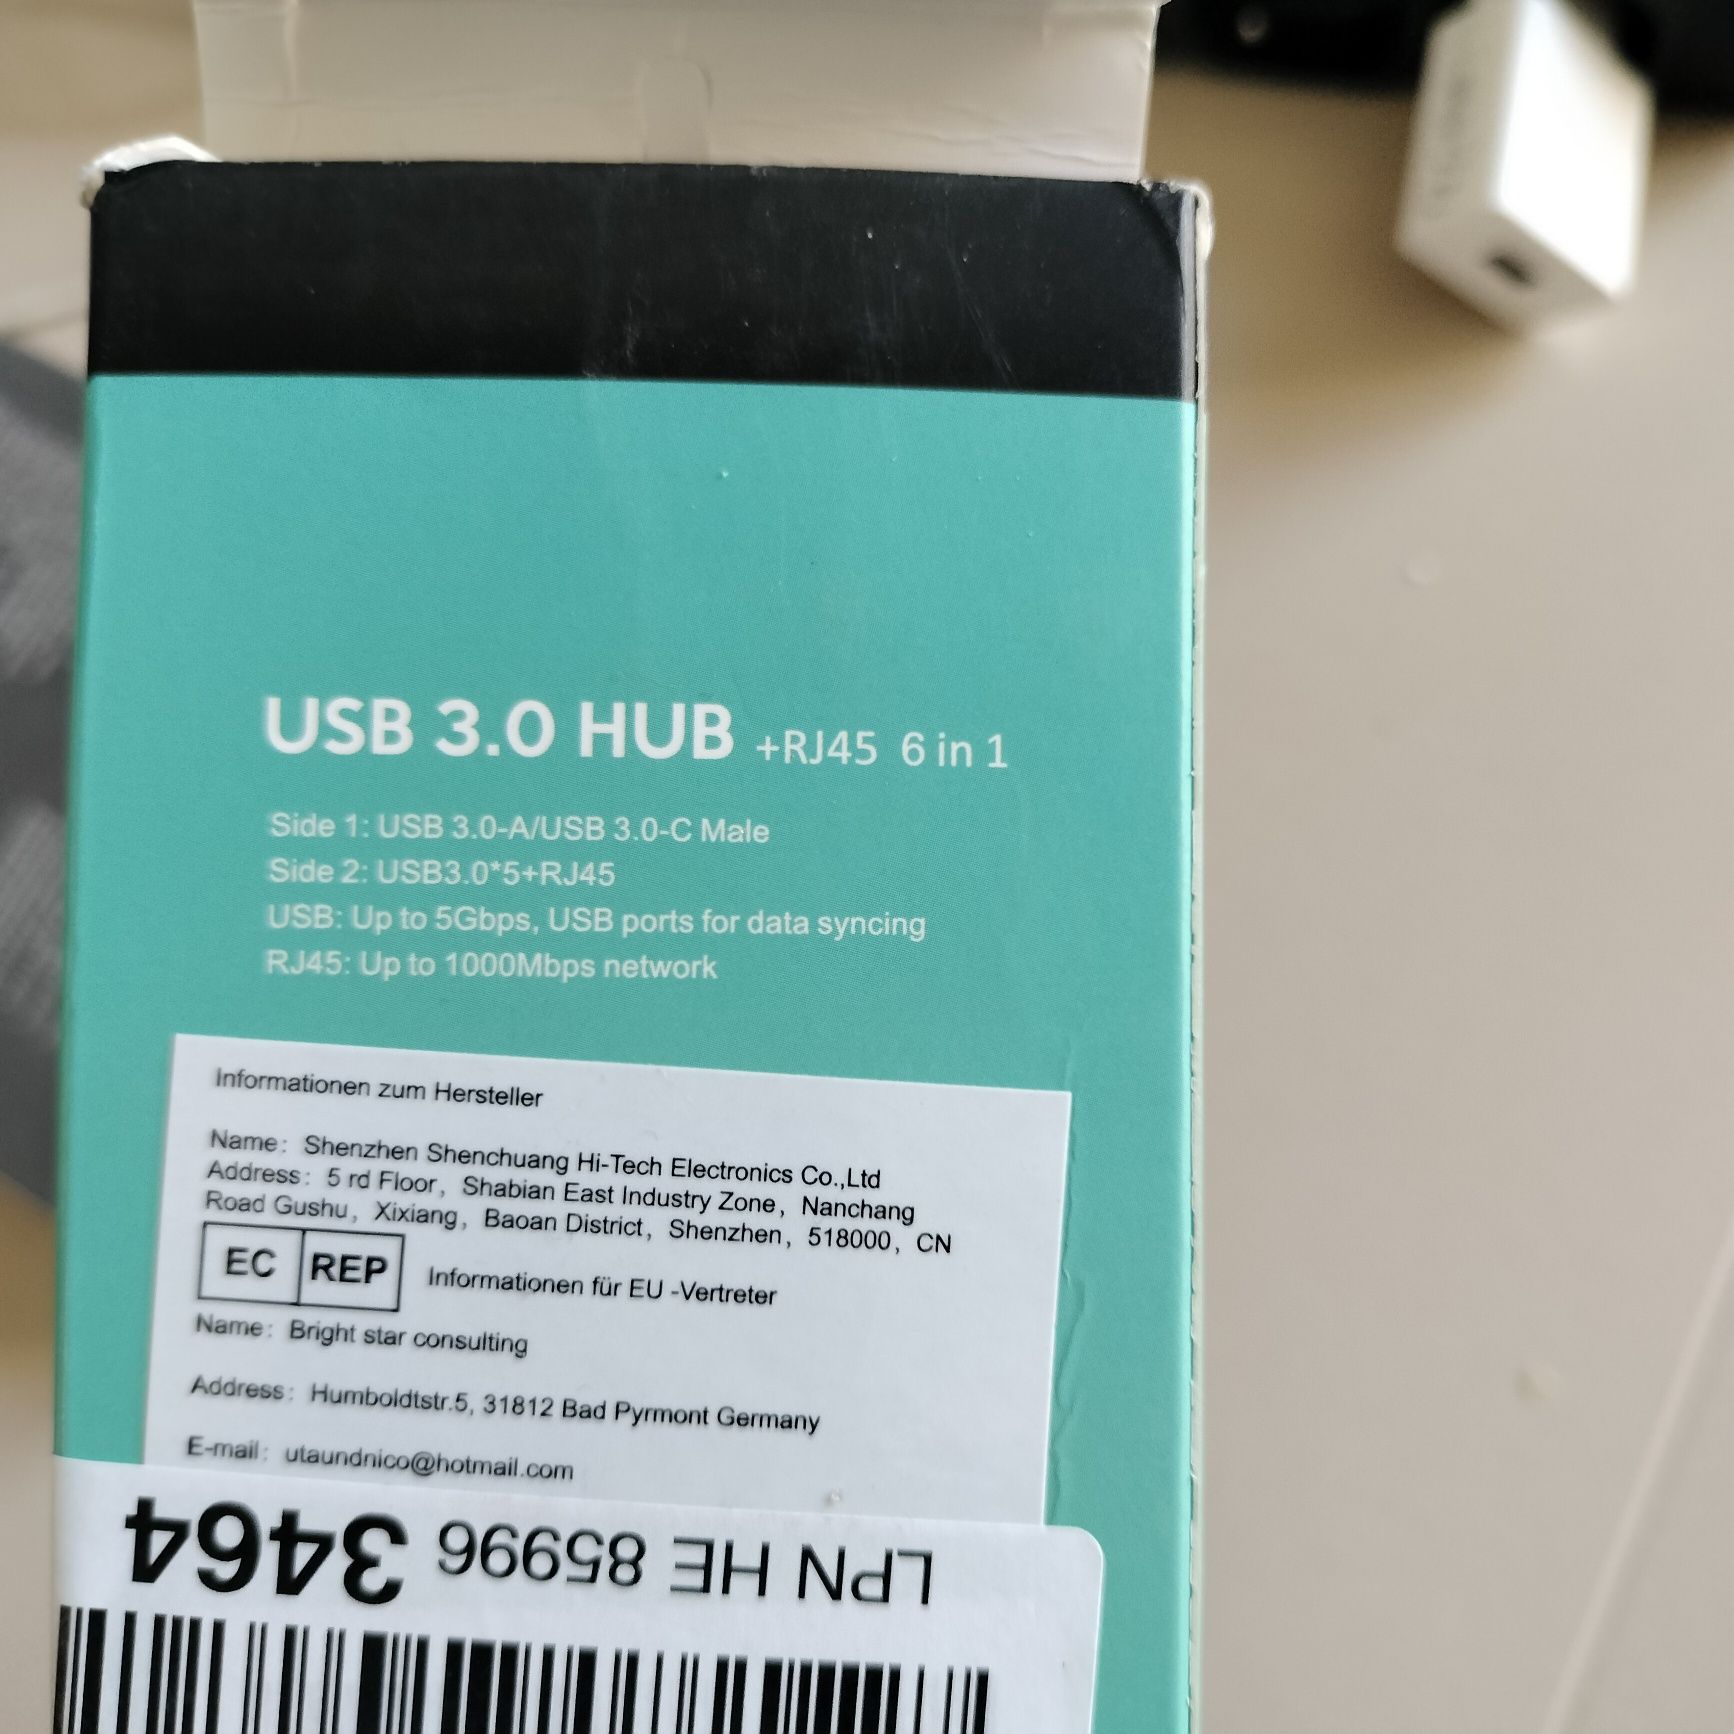 USB 3.0 HUB +RJ45 6 in 1
Side 1: USB 3.0-A/USB 3.0-C Male
Side 2: USB3.0*5+RJ45
USB: Up to 5Gbps, USB ports for data syncing
RJ45: Up to 1000Mbps network
Informationen zum Hersteller
Name: Shenzhen Shenchuang Hi-Tech Electronics Co.,Ltd
Address: 5 rd Floor, Shabian East Industry Zone, Nanchang
Road Gushu, Xixiang, Baoan District, Shenzhen, 518000, CN
EC REP Informationen für EU -Vertreter
Name: Bright star consulting
Address: Humboldtstr.5, 31812 Bad Pyrmont Germany
E-mail: utaundnico@hotmail.com
LPN HE 85996 3464